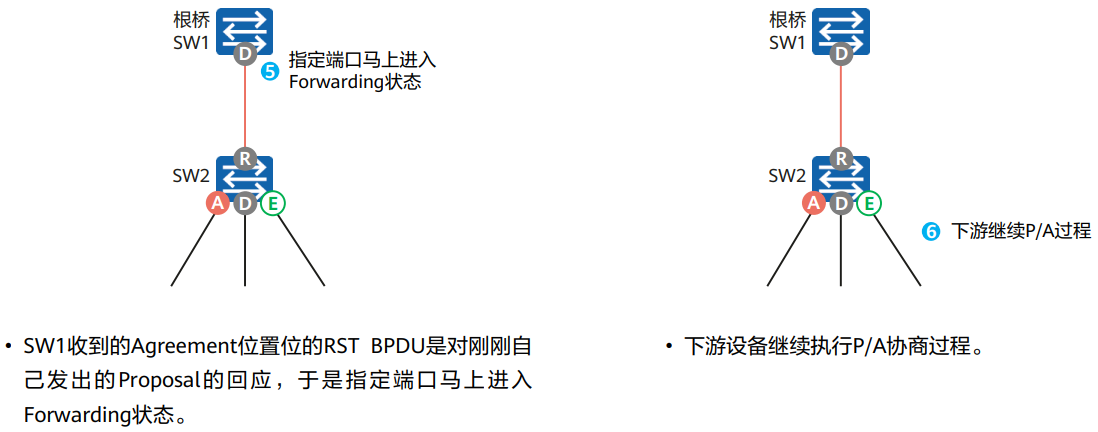 根桥
SW1
D
5 指定端口马上进入
Forwarding状态
R
SW2
A D E
• SW1收到的Agreement位置位的RST BPDU是对刚刚自
己发出的Proposal的回应，于是指定端口马上进入
Forwarding状态。
根桥
SW1
D
R
SW2
A D E
6 下游继续P/A过程
• 下游设备继续执行P/A协商过程。